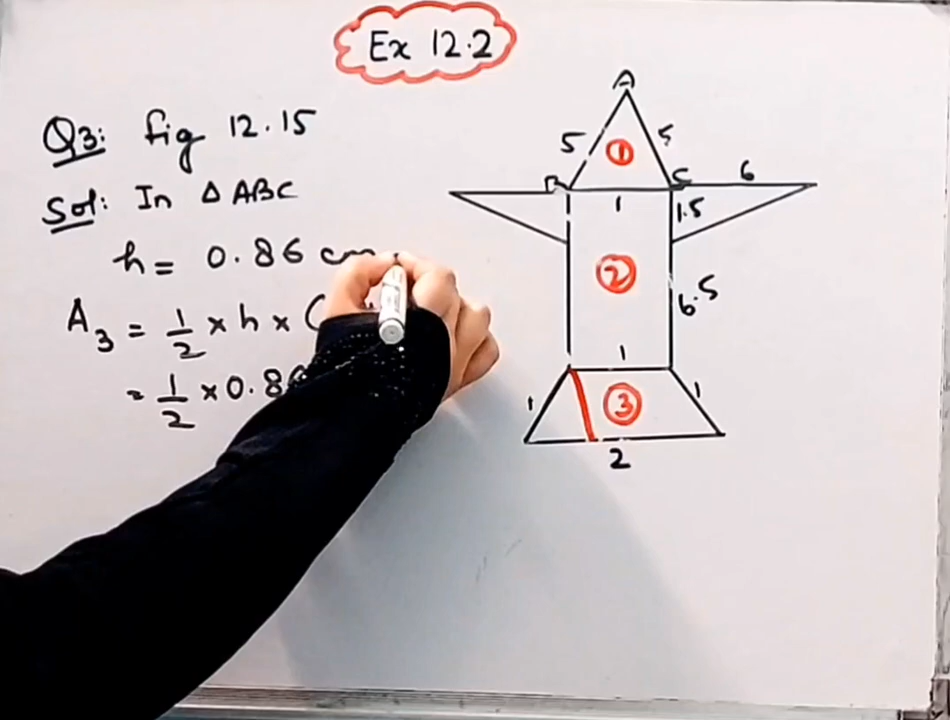 Ex 12.2
Q3: fig 12.15
Sol: In △ ABC
h = 0.86 cm
A3 = 1/2 × h × (
= 1/2 × 0.86
A
5 ① 5
B C 6
1 1.5
②
6.5
1
1 ③ 1
2